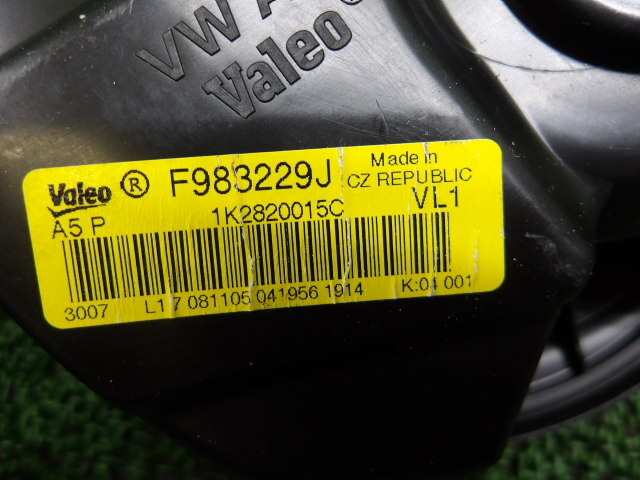 VW A
Valeo®
Valeo ® F983229J Made in
CZ REPUBLIC
A5 P 1K2820015C VL1
3007 L1 7 081105 041956 1914 K:04 001